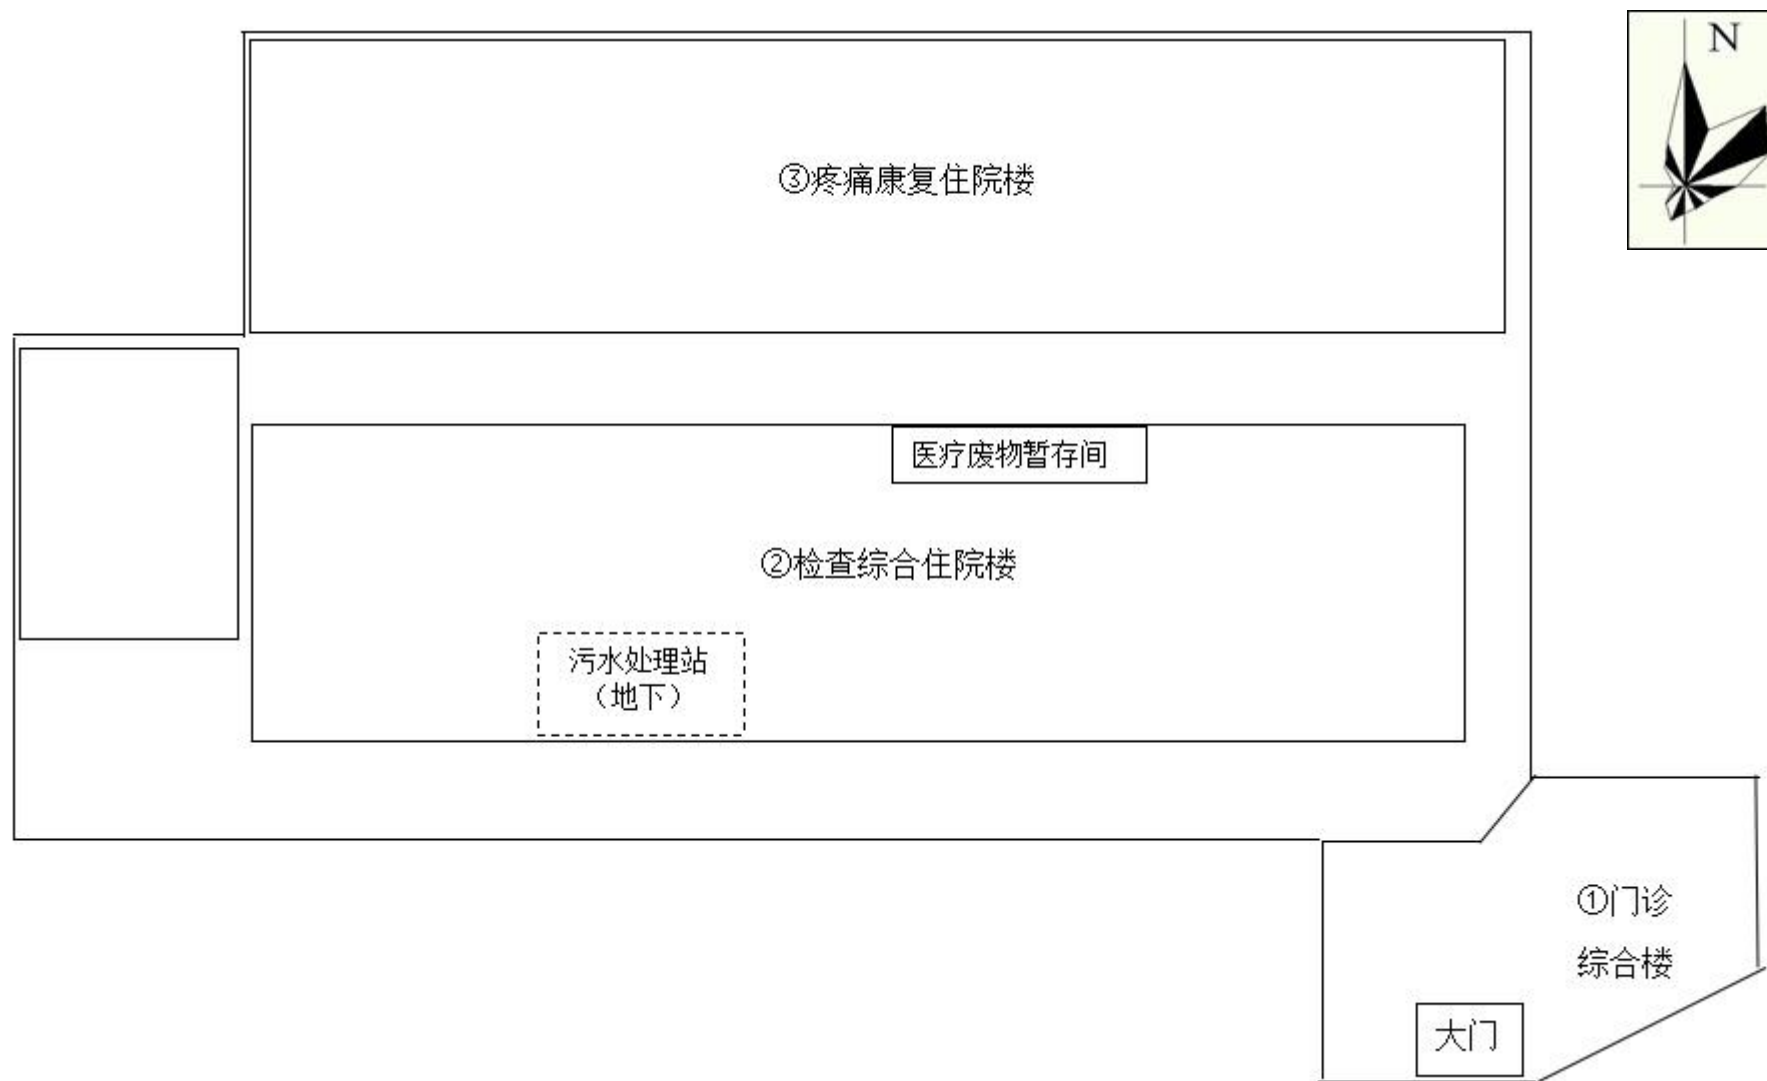 N
③疼痛康复住院楼
医疗废物暂存间
②检查综合住院楼
污水处理站
（地下）
①门诊
综合楼
大门